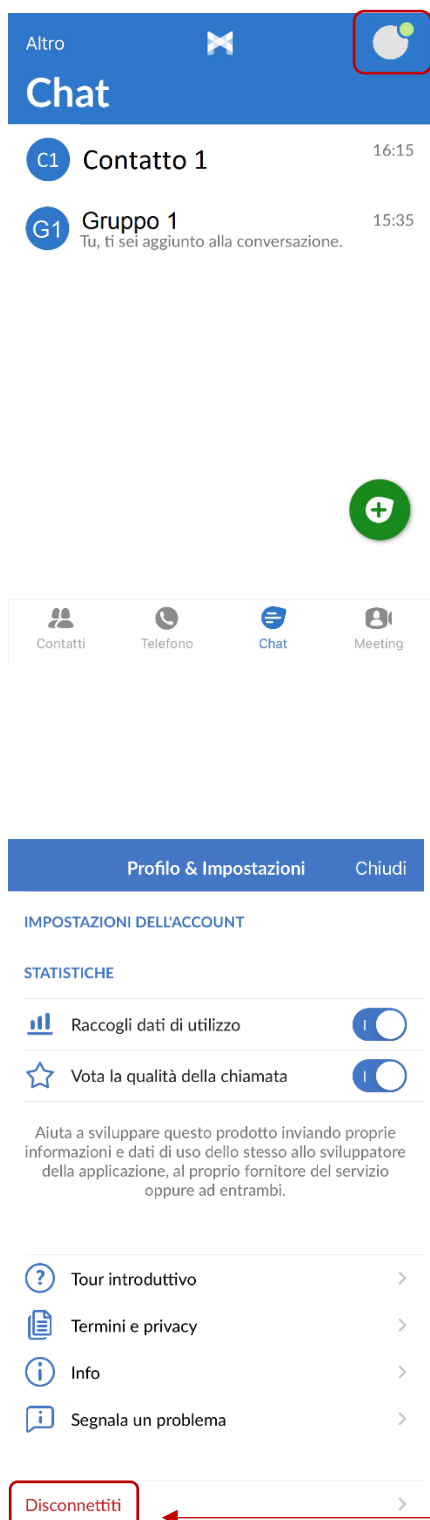 Altro
Chat
C1 Contatto 1 16:15
G1 Gruppo 1 15:35
Tu, ti sei aggiunto alla conversazione.
Contatti Telefono Chat Meeting
Profilo & Impostazioni Chiudi
IMPOSTAZIONI DELL'ACCOUNT
STATISTICHE
Raccogli dati di utilizzo
Vota la qualità della chiamata
Aiuta a sviluppare questo prodotto inviando proprie
informazioni e dati di uso dello stesso allo sviluppatore
della applicazione, al proprio fornitore del servizio
oppure ad entrambi.
Tour introduttivo
Termini e privacy
Info
Segnala un problema
Disconnettiti